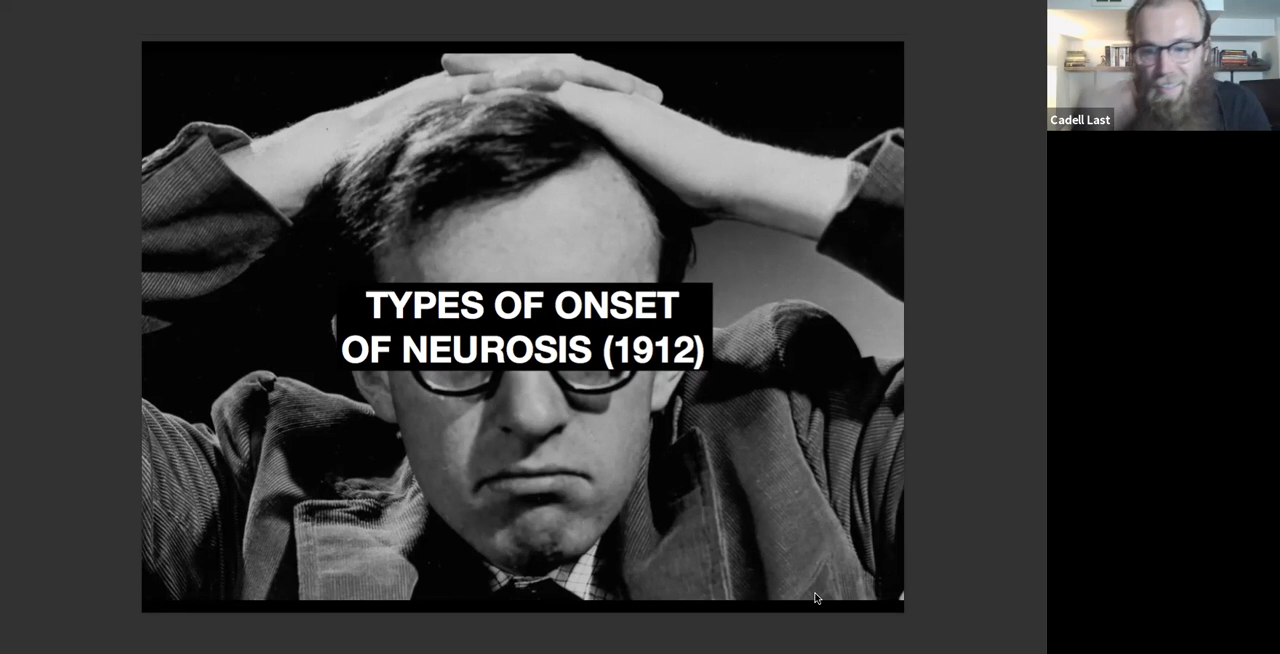 TYPES OF ONSET
OF NEUROSIS (1912)
Cadell Last